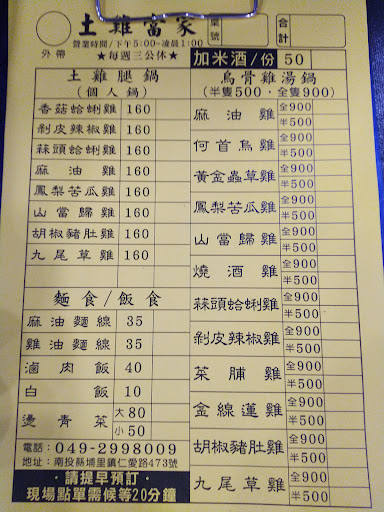 土雞富家
桌號
合計
營業時間/下午5:00~凌晨1:00
外帶
★每週三公休★
加米酒/份 50
土雞腿鍋
(個人鍋)
香菇蛤蜊雞 160
剝皮辣椒雞 160
蒜頭蛤蜊雞 160
麻油雞 160
鳳梨苦瓜雞 160
山當歸雞 160
胡椒豬肚雞 160
九尾草雞 160
麵食/飯食
麻油麵線 35
雞油麵線 35
滷肉飯 40
白飯 10
燙青菜 大80 小50
電話：049-2998009
地址：南投縣埔里鎮仁愛路473號
·請提早預訂·
現場點單需候等20分鐘
烏骨雞湯鍋
(半隻500·全隻900)
麻油雞 全900 半500
何首烏雞 全900 半500
黃金蟲草雞 全900 半500
鳳梨苦瓜雞 全900 半500
山當歸雞 全900 半500
燒酒雞 全900 半500
蒜頭蛤蜊雞 全900 半500
剝皮辣椒雞 全900 半500
菜脯雞 全900 半500
金線蓮雞 全900 半500
胡椒豬肚雞 全900 半500
九尾草雞 全900 半500